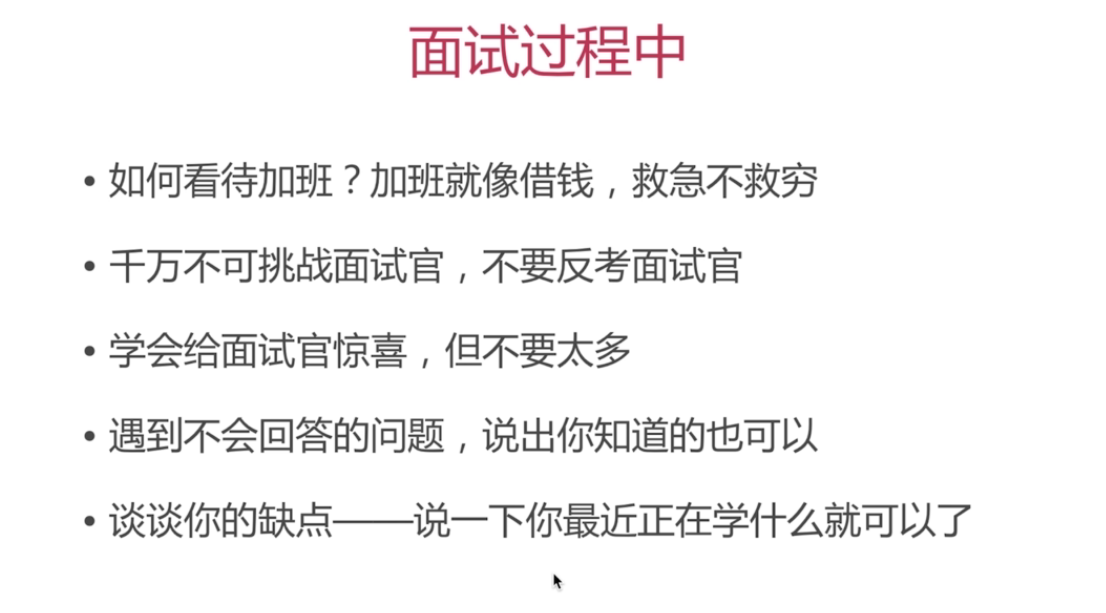 面试过程中
• 如何看待加班？加班就像借钱，救急不救穷
• 千万不可挑战面试官，不要反考面试官
• 学会给面试官惊喜，但不要太多
• 遇到不会回答的问题，说出你知道的也可以
• 谈谈你的缺点——说一下你最近正在学什么就可以了